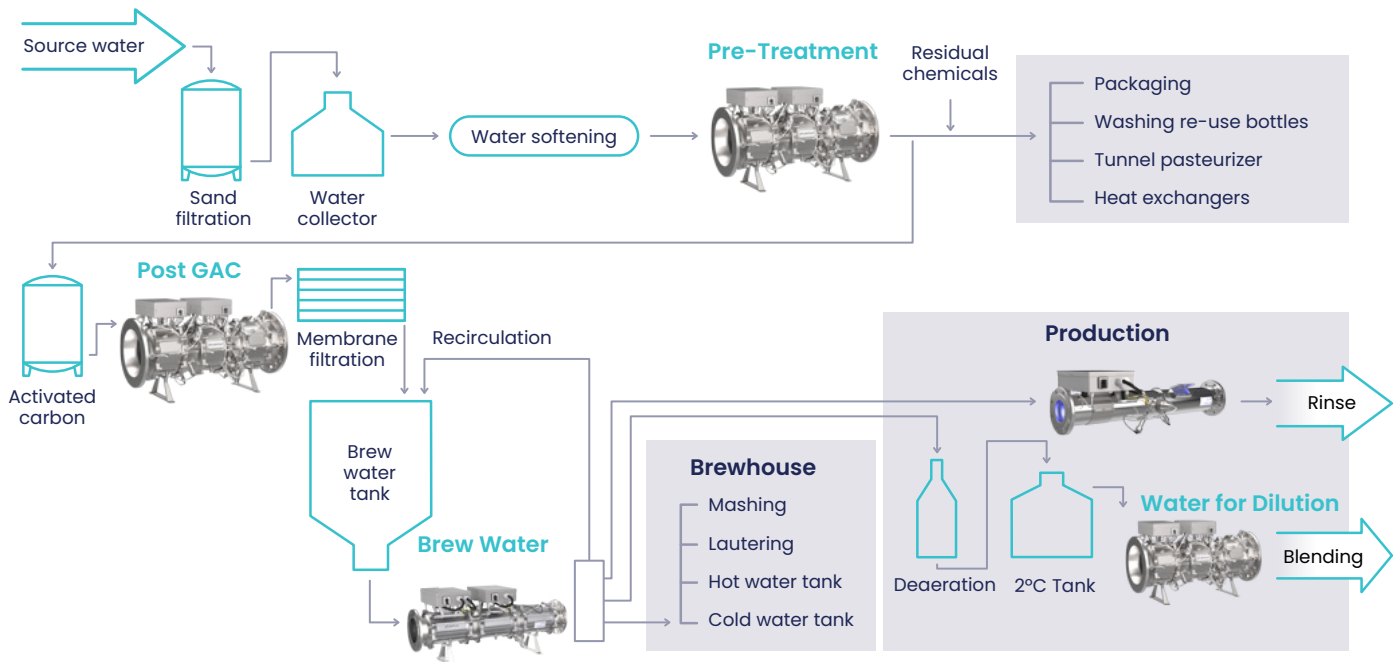 Source water
Sand
filtration
Water
collector
Water softening
Pre-Treatment
Residual
chemicals
Packaging
Washing re-use bottles
Tunnel pasteurizer
Heat exchangers
Activated
carbon
Post GAC
Membrane
filtration
Recirculation
Brew
water
tank
Brew Water
Brewhouse
Mashing
Lautering
Hot water tank
Cold water tank
Production
Rinse
Deaeration
2°C Tank
Water for Dilution
Blending